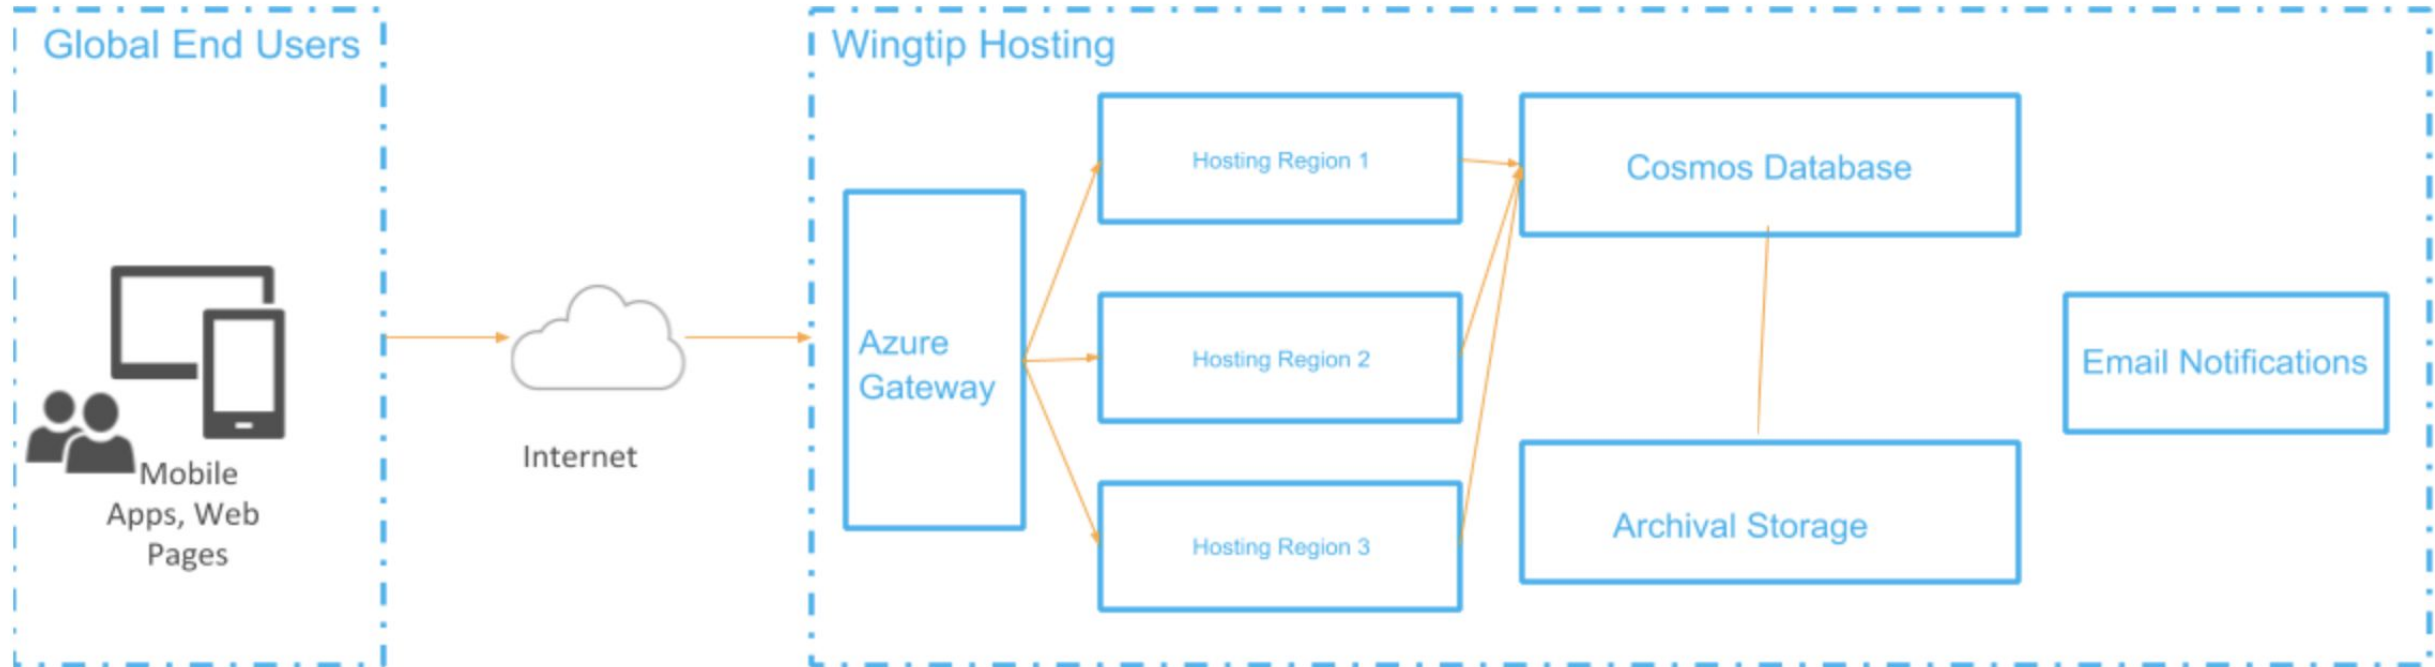 Global End Users
Mobile
Apps, Web
Pages
Internet
Wingtip Hosting
Azure
Gateway
Hosting Region 1
Hosting Region 2
Hosting Region 3
Cosmos Database
Archival Storage
Email Notifications